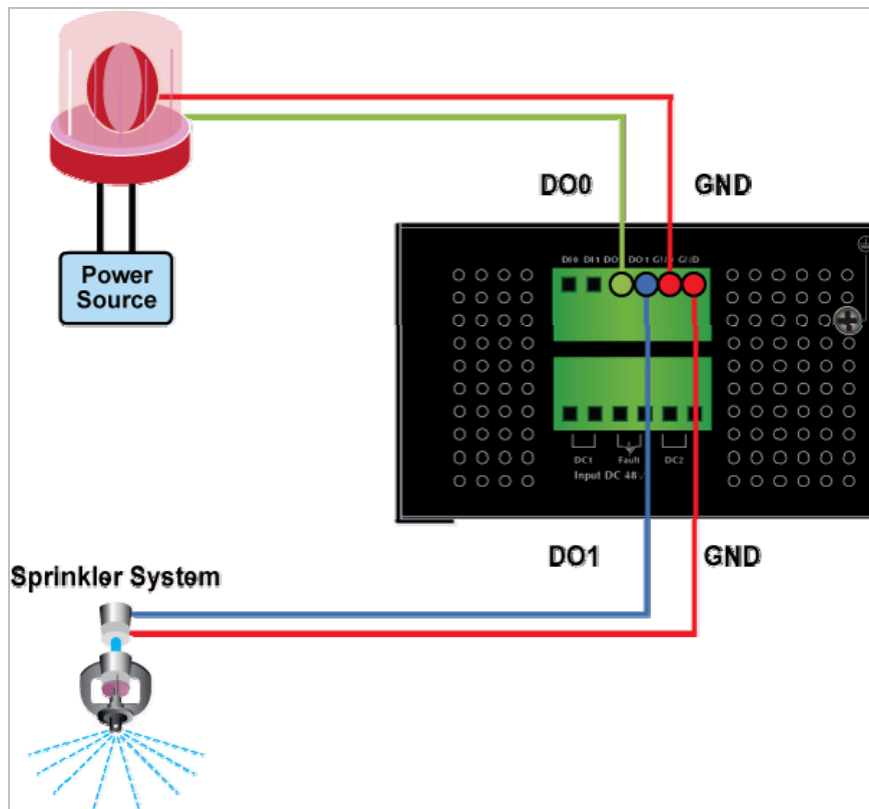 DO0 GND
DI0 DI1 DO0 DO1 GND GND
Power
Source
DC1 Fault DC2
Input DC 48V
DO1 GND
Sprinkler System